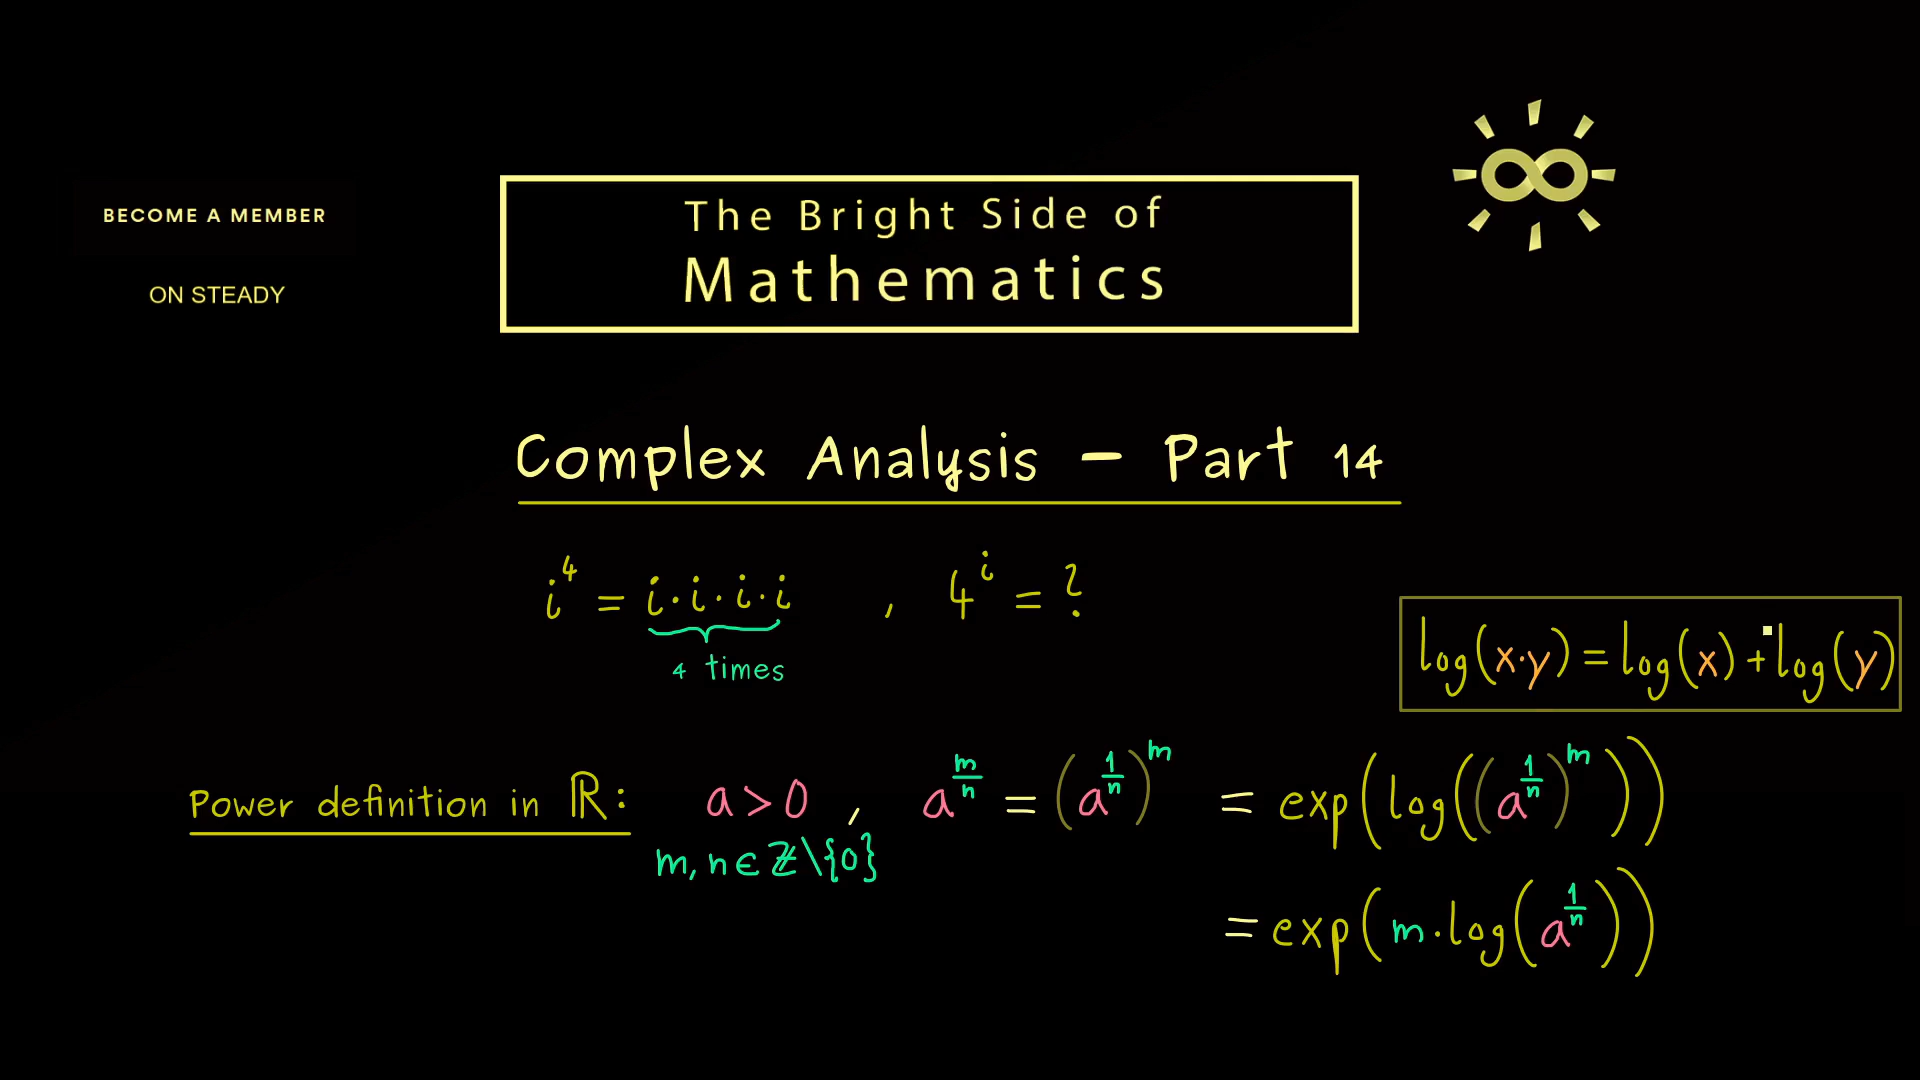 BECOME A MEMBER
ON STEADY
The Bright Side of
Mathematics
Complex Analysis – Part 14
i^4 = i·i·i·i , 4^i = ?
4 times
log(x·y) = log(x) + log(y)
Power definition in ℝ: a > 0 , a^(m/n) = (a^(1/n))^m = exp(log((a^(1/n))^m))
m, n ∈ ℤ\{0}
= exp(m·log(a^(1/n)))